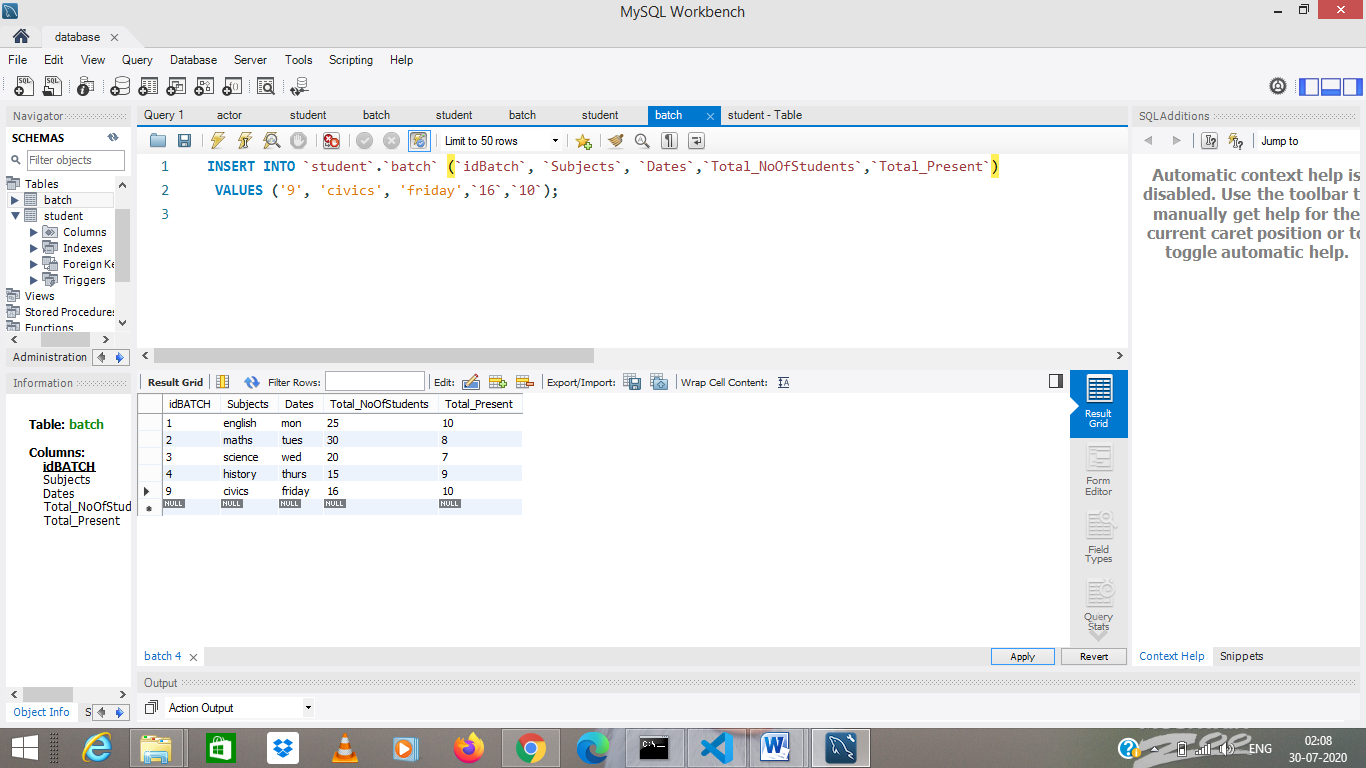 MySQL Workbench
database
File Edit View Query Database Server Tools Scripting Help
Navigator
SCHEMAS
Filter objects
Tables
batch
student
Columns
Indexes
Foreign Ke
Triggers
Views
Stored Procedures
Functions
Administration
Information
Table: batch
Columns:
idBATCH
Subjects
Dates
Total_NoOfStud
Total_Present
Object Info S
Query 1 actor student batch student batch student batch student - Table
Limit to 50 rows
1 INSERT INTO `student`.`batch` (`idBatch`, `Subjects`, `Dates`,`Total_NoOfStudents`,`Total_Present`)
2 VALUES ('9', 'civics', 'friday',`16`,`10`);
3
Result Grid Filter Rows: Edit: Export/Import: Wrap Cell Content: IA
idBATCH Subjects Dates Total_NoOfStudents Total_Present
1 english mon 25 10
2 maths tues 30 8
3 science wed 20 7
4 history thurs 15 9
9 civics friday 16 10
NULL NULL NULL NULL NULL
Result Grid
Form Editor
Field Types
Query Stats
batch 4 Apply Revert
Output
Action Output
SQLAdditions
Jump to
Automatic context help is
disabled. Use the toolbar t
manually get help for the
current caret position or to
toggle automatic help.
Context Help Snippets
ENG 02:08
30-07-2020